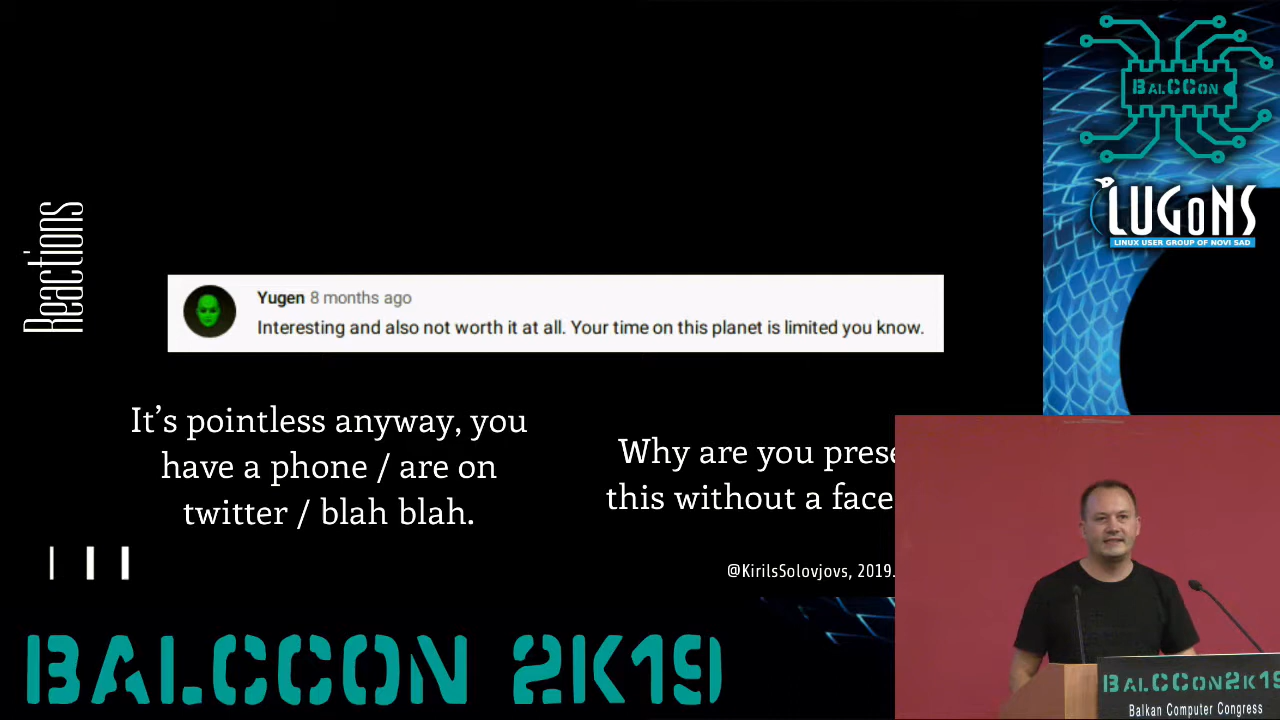 BALCCON
LUGONS
LINUX USER GROUP OF NOVI SAD
Reactions
Yugen 8 months ago
Interesting and also not worth it at all. Your time on this planet is limited you know.
It's pointless anyway, you
have a phone / are on
twitter / blah blah.
Why are you prese
this without a face
@KirilsSolovjovs, 2019.
BALCCON 2K19
BALCCON2K19
Balkan Computer Congress